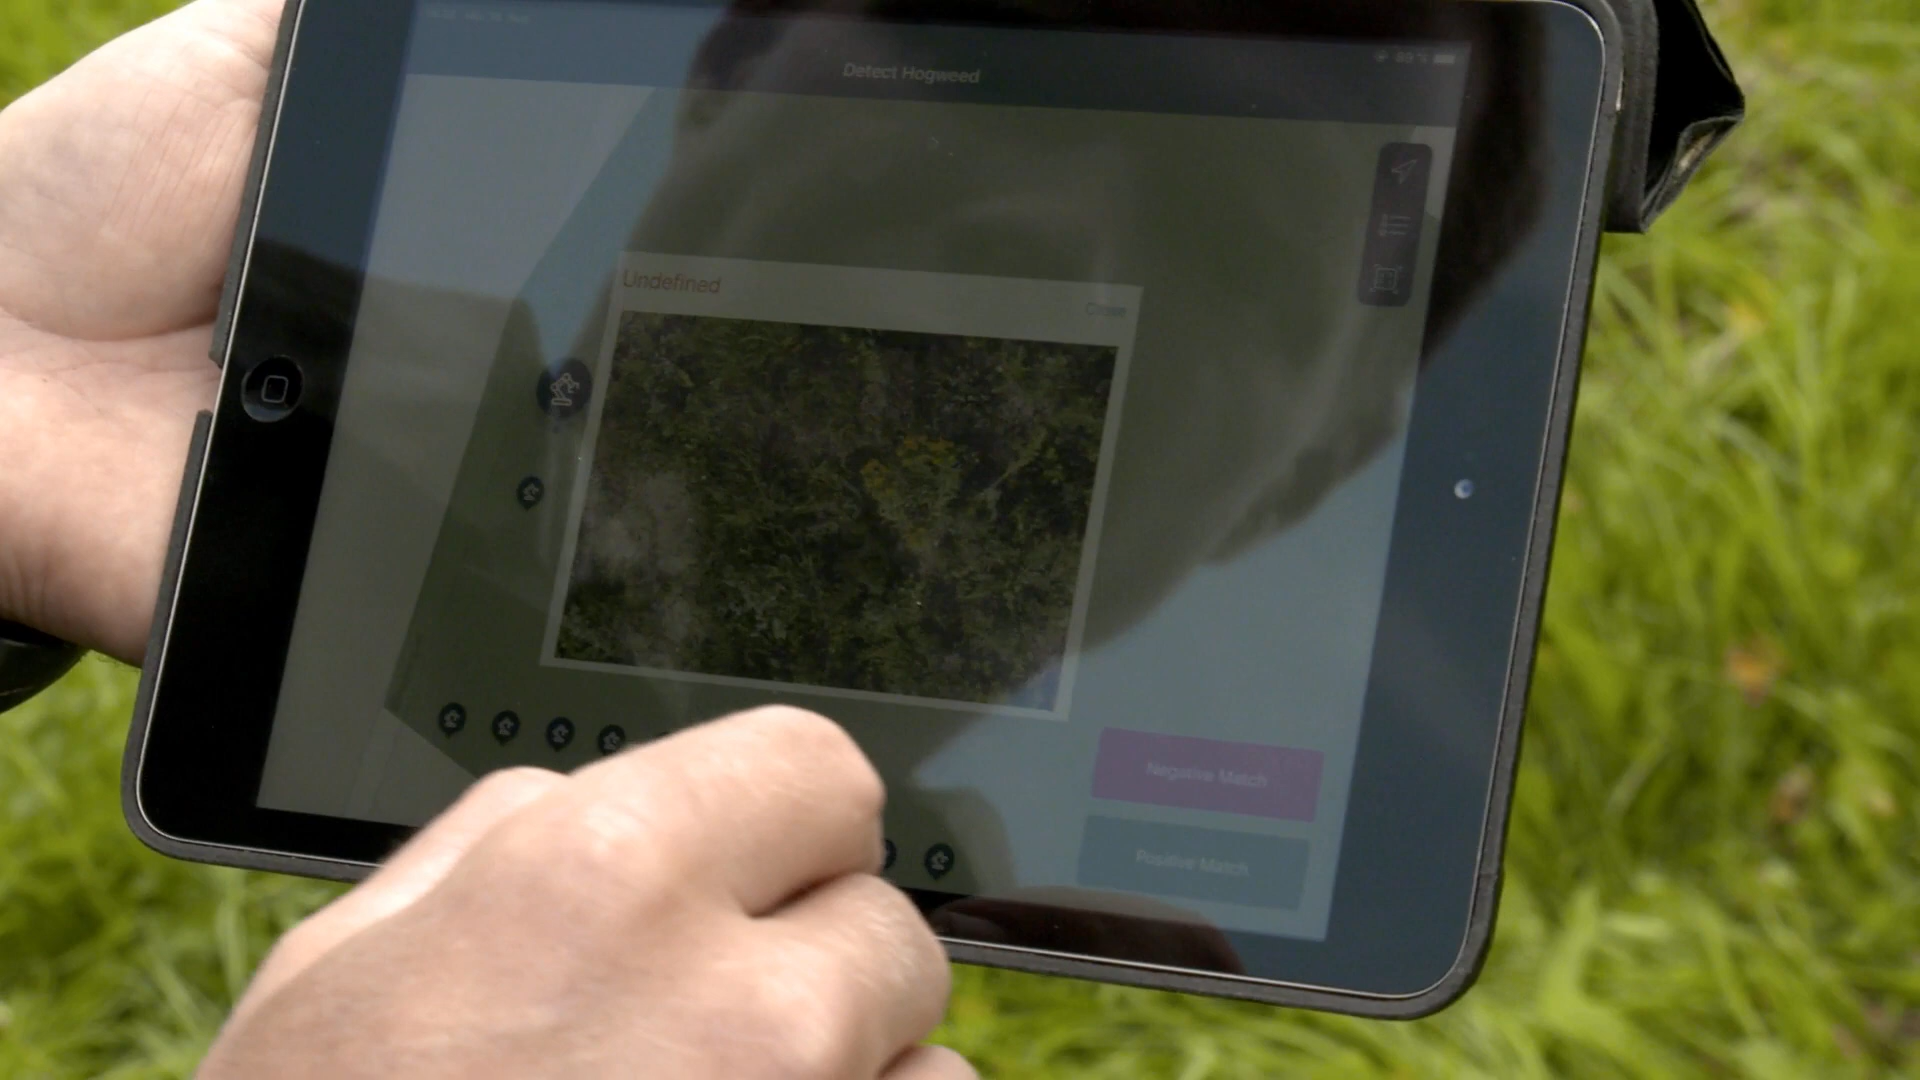 Detect Hogweed
Undefined
Close
Negative Match
Positive Match